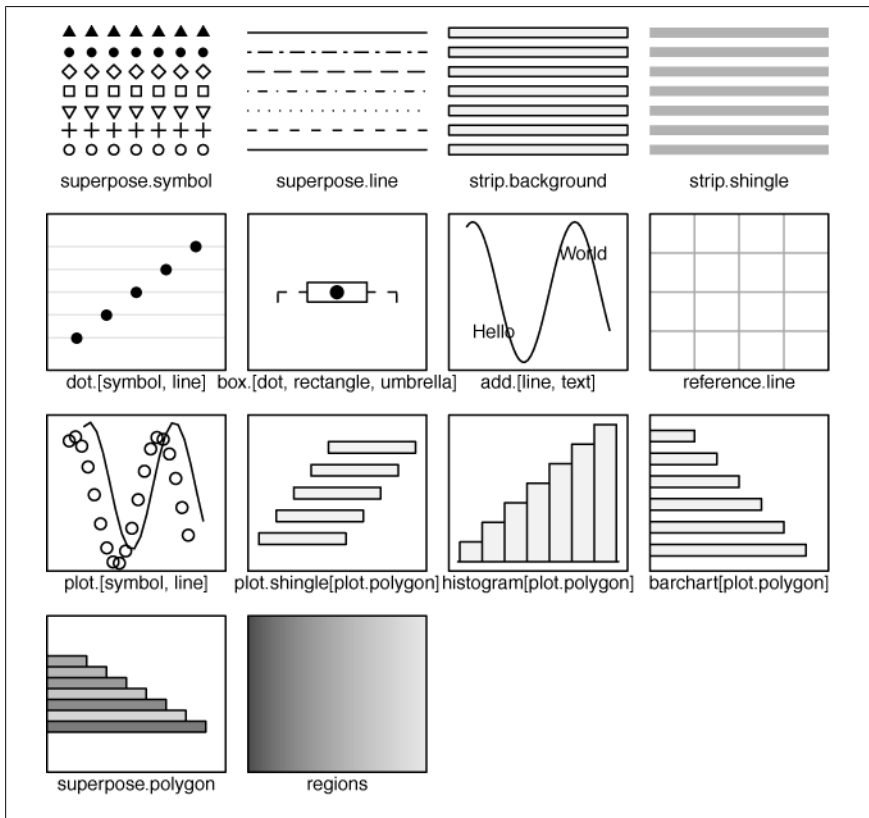 superpose.symbol
superpose.line
strip.background
strip.shingle
World
Hello
dot.[symbol, line]
box.[dot, rectangle, umbrella]
add.[line, text]
reference.line
plot.[symbol, line]
plot.shingle[plot.polygon]
histogram[plot.polygon]
barchart[plot.polygon]
superpose.polygon
regions